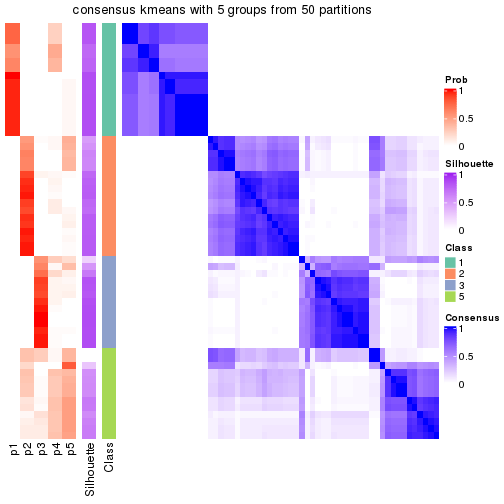 consensus kmeans with 5 groups from 50 partitions
Prob
1
0.5
0
Silhouette
1
0.5
0
Class
1
2
3
5
Consensus
1
0.5
0
p1
p2
p3
p4
p5
Silhouette
Class